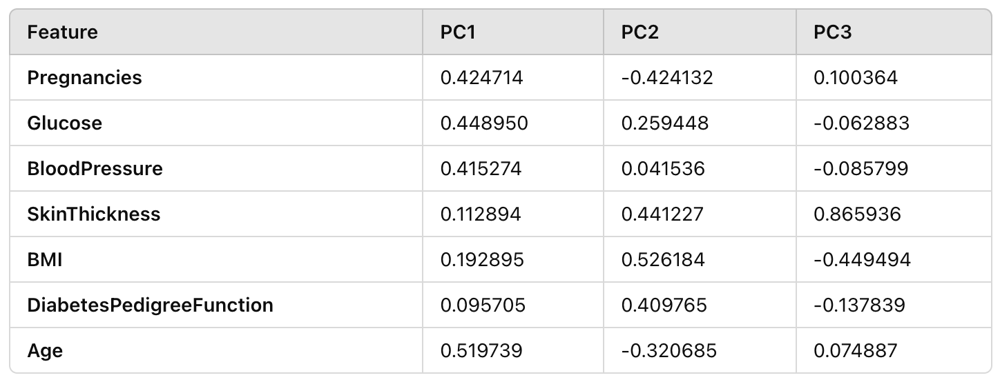 Feature PC1 PC2 PC3
Pregnancies 0.424714 -0.424132 0.100364
Glucose 0.448950 0.259448 -0.062883
BloodPressure 0.415274 0.041536 -0.085799
SkinThickness 0.112894 0.441227 0.865936
BMI 0.192895 0.526184 -0.449494
DiabetesPedigreeFunction 0.095705 0.409765 -0.137839
Age 0.519739 -0.320685 0.074887